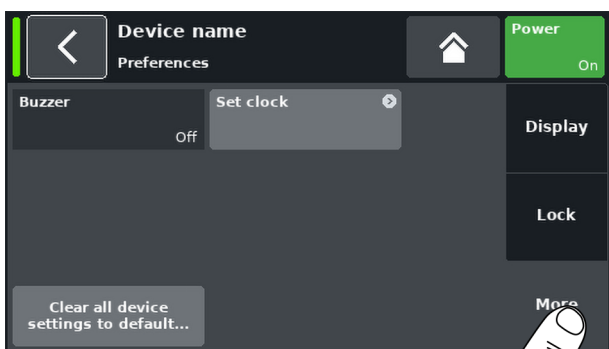 Device name
Preferences
Power
On
Buzzer
Off
Set clock
Display
Lock
Clear all device
settings to default...
More